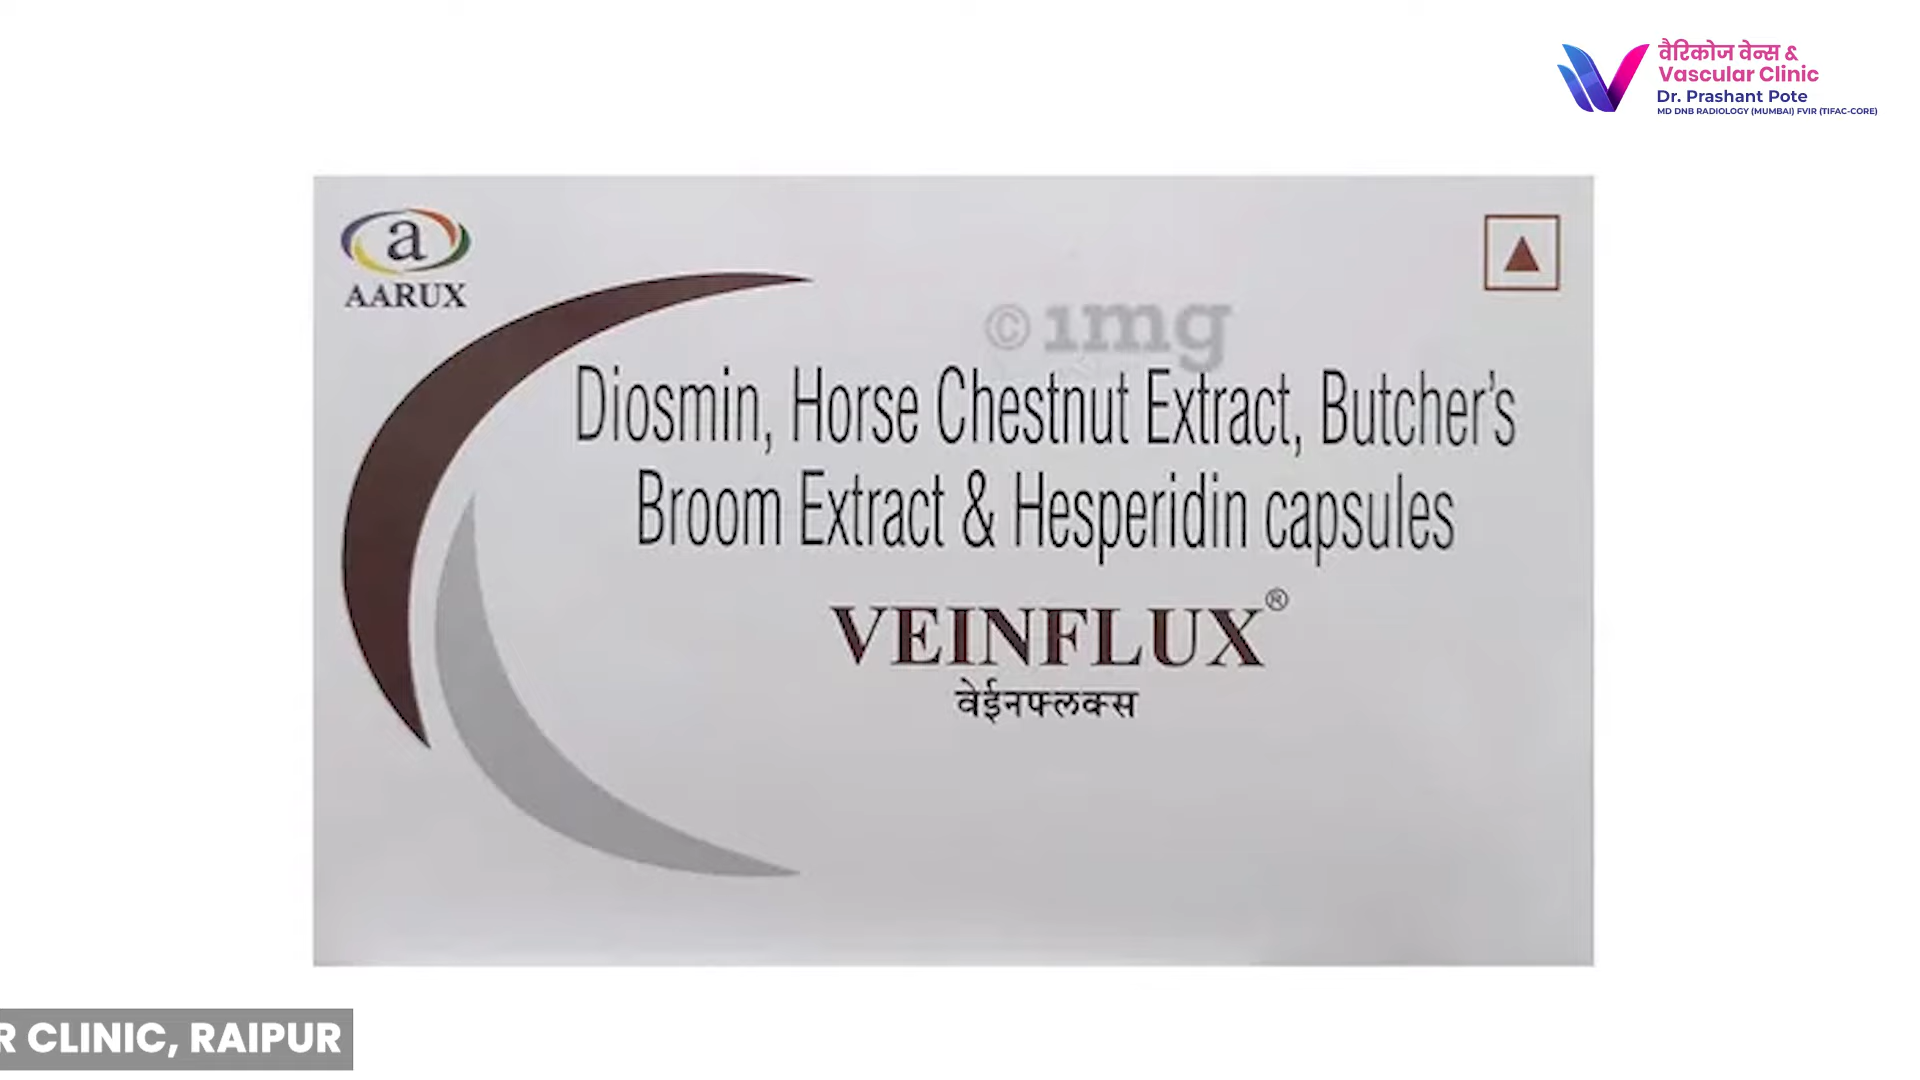 वैरिकोज वेन्स &
Vascular Clinic
Dr. Prashant Pote
MD DNB RADIOLOGY (MUMBAI) FVIR (TIFAC-CORE)
a
AARUX
© 1mg
Diosmin, Horse Chestnut Extract, Butcher's
Broom Extract & Hesperidin capsules
VEINFLUX®
वेईनफ्लक्स
R CLINIC, RAIPUR